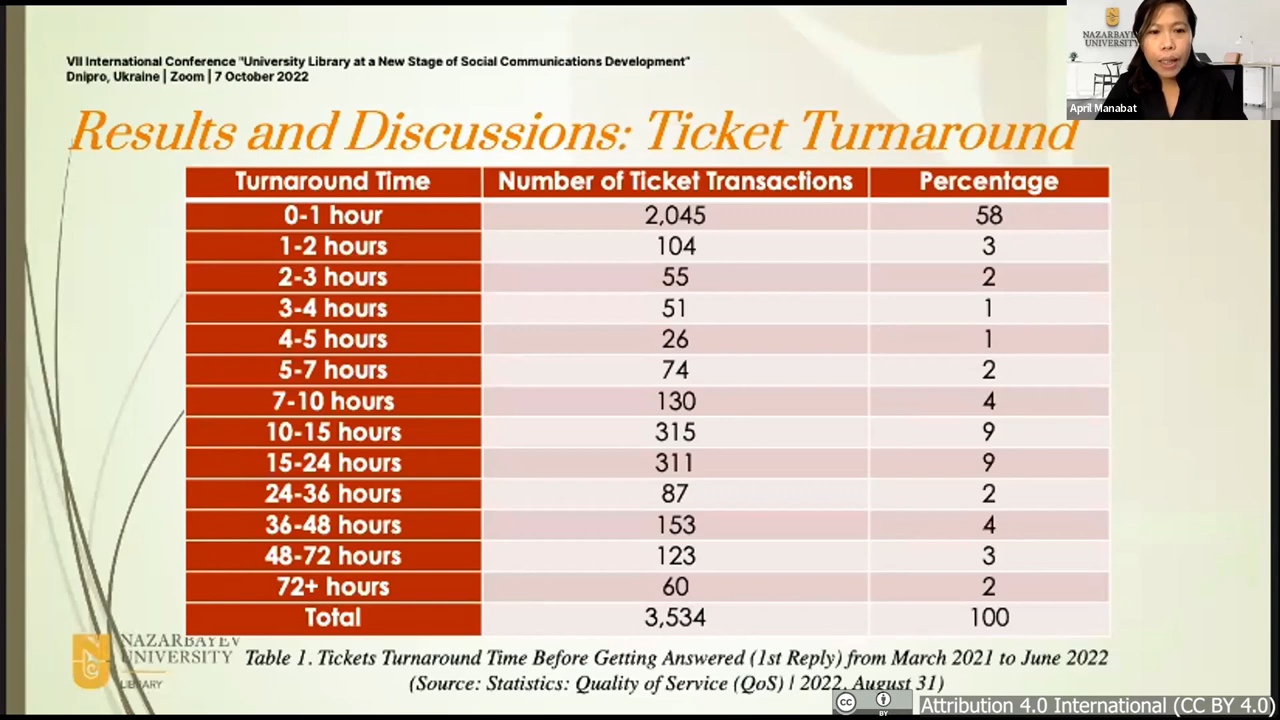 VII International Conference "University Library at a New Stage of Social Communications Development"
Dnipro, Ukraine | Zoom | 7 October 2022
NAZARBAYEV
UNIVERSITY
April Manabat
Results and Discussions: Ticket Turnaround
Turnaround Time Number of Ticket Transactions Percentage
0-1 hour 2,045 58
1-2 hours 104 3
2-3 hours 55 2
3-4 hours 51 1
4-5 hours 26 1
5-7 hours 74 2
7-10 hours 130 4
10-15 hours 315 9
15-24 hours 311 9
24-36 hours 87 2
36-48 hours 153 4
48-72 hours 123 3
72+ hours 60 2
Total 3,534 100
NAZARBAYEV
UNIVERSITY
LIBRARY
Table 1. Tickets Turnaround Time Before Getting Answered (1st Reply) from March 2021 to June 2022
(Source: Statistics: Quality of Service (QoS) | 2022, August 31)
cc BY Attribution 4.0 International (CC BY 4.0)